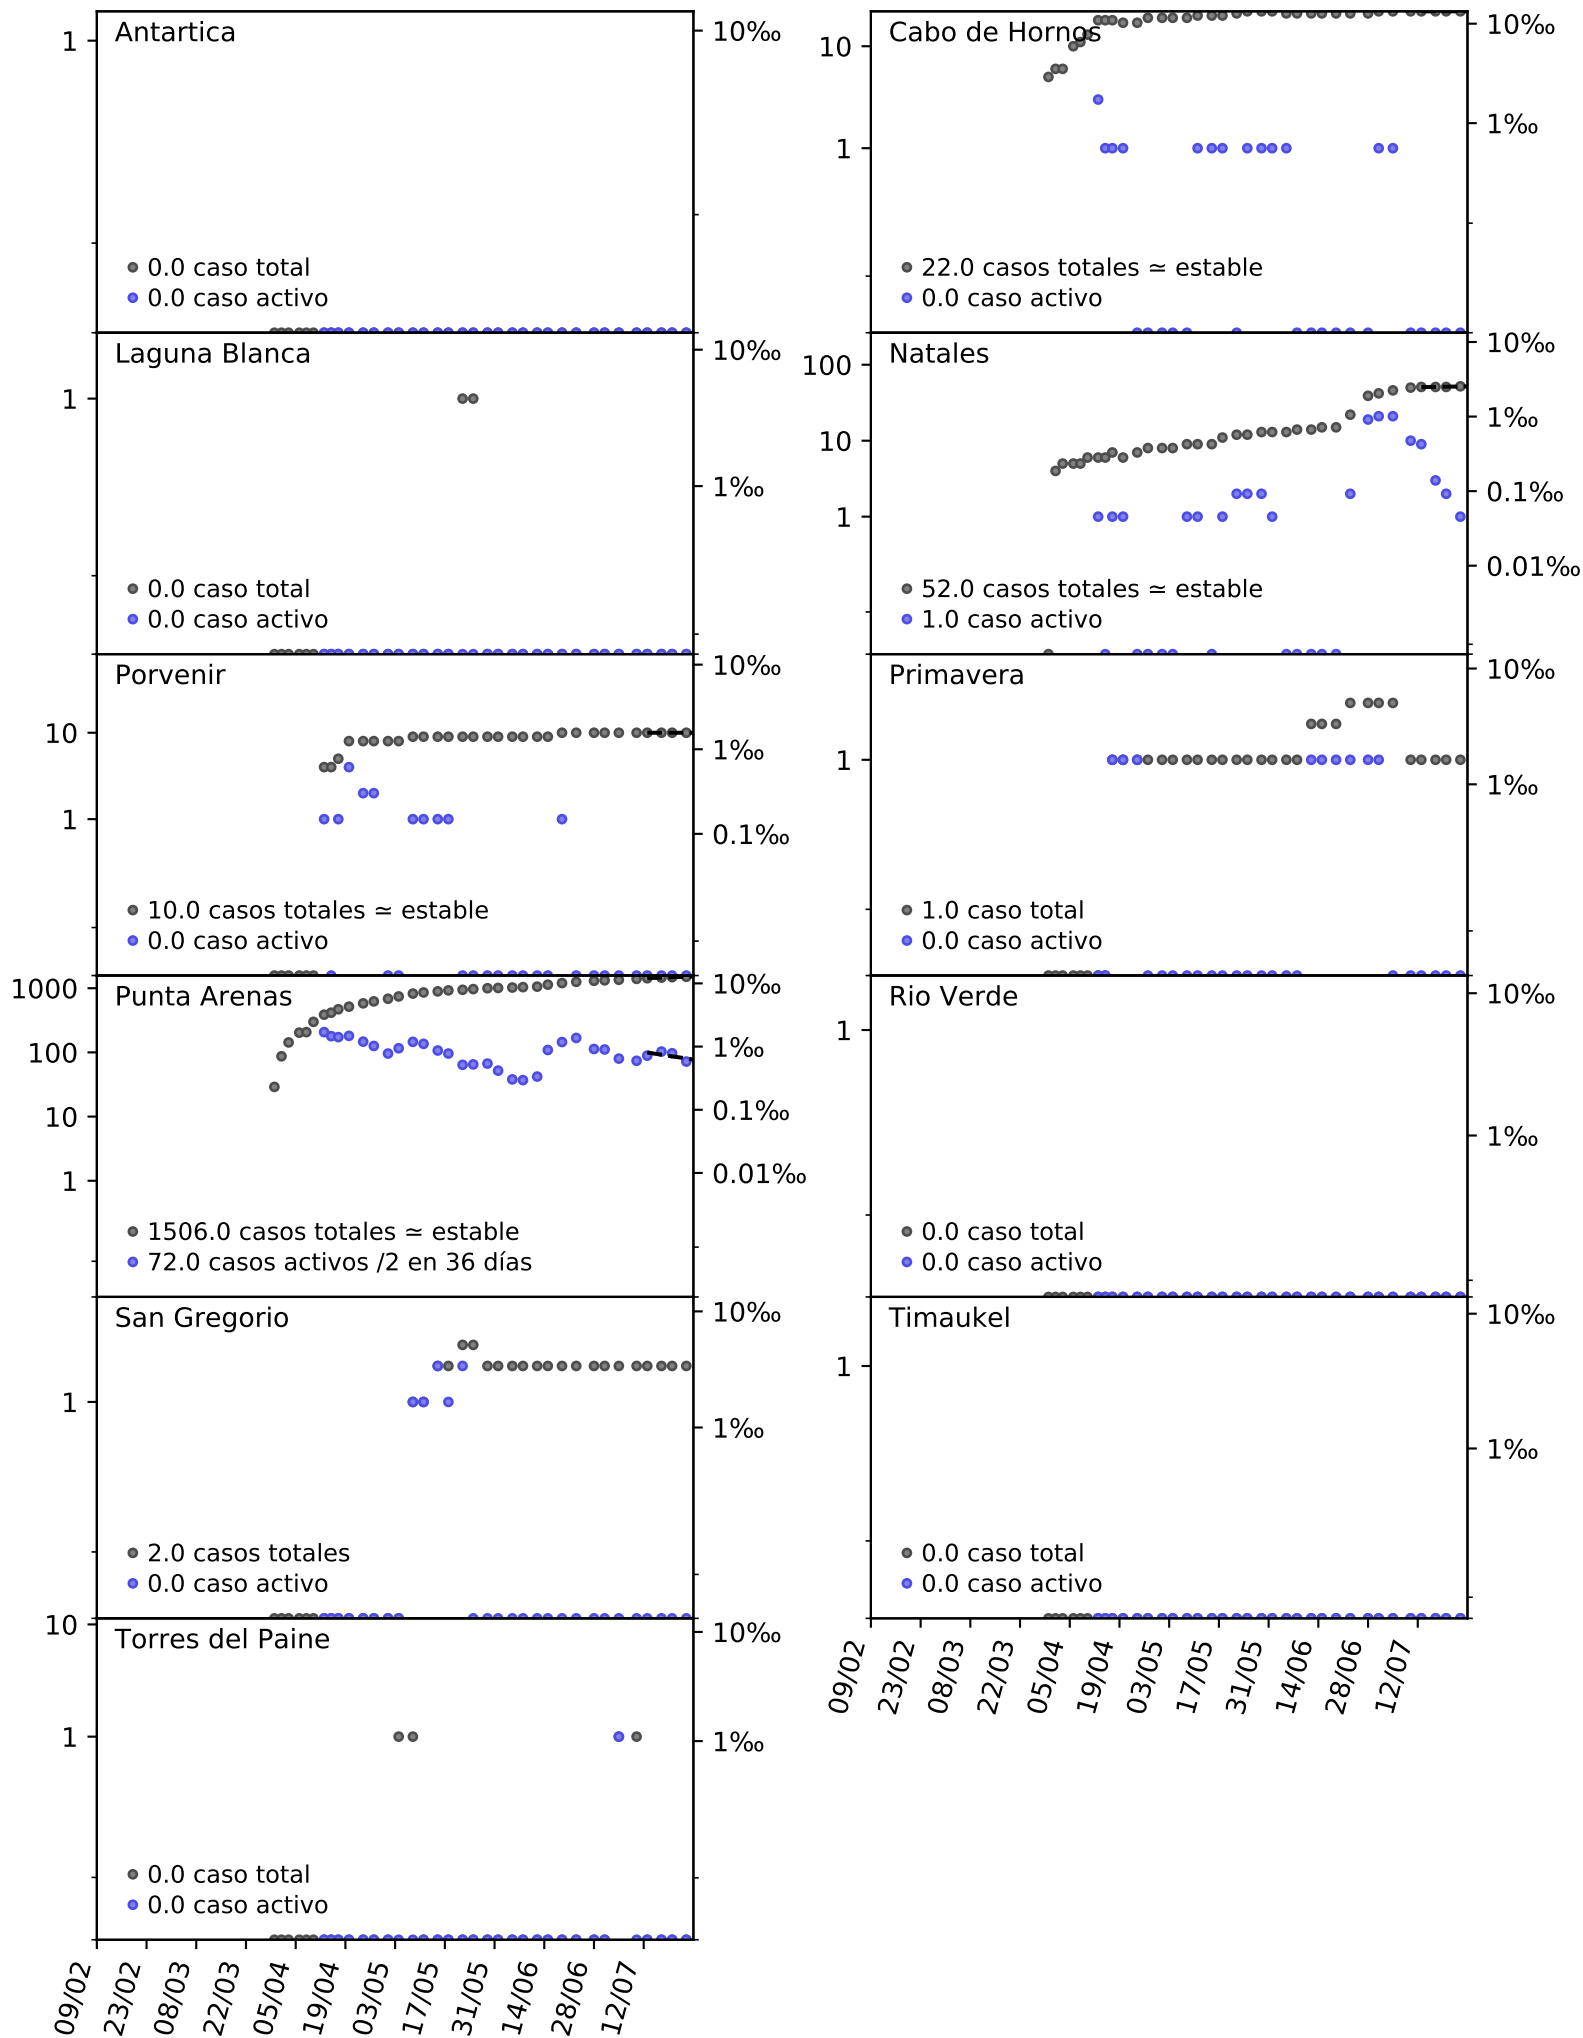 Antartica
1
10‰
0.0 caso total
0.0 caso activo
Cabo de Hornos
10
1
10‰
1‰
22.0 casos totales ≃ estable
0.0 caso activo
Laguna Blanca
1
10‰
1‰
0.0 caso total
0.0 caso activo
Natales
100
10
1
10‰
1‰
0.1‰
0.01‰
52.0 casos totales ≃ estable
1.0 caso activo
Porvenir
10
1
10‰
1‰
0.1‰
10.0 casos totales ≃ estable
0.0 caso activo
Primavera
1
10‰
1‰
1.0 caso total
0.0 caso activo
Punta Arenas
1000
100
10
1
10‰
1‰
0.1‰
0.01‰
1506.0 casos totales ≃ estable
72.0 casos activos /2 en 36 días
Rio Verde
1
10‰
1‰
0.0 caso total
0.0 caso activo
San Gregorio
1
10‰
1‰
2.0 casos totales
0.0 caso activo
Timaukel
1
10‰
1‰
0.0 caso total
0.0 caso activo
09/02 23/02 08/03 22/03 05/04 19/04 03/05 17/05 31/05 14/06 28/06 12/07
Torres del Paine
10
1
10‰
1‰
0.0 caso total
0.0 caso activo
09/02 23/02 08/03 22/03 05/04 19/04 03/05 17/05 31/05 14/06 28/06 12/07